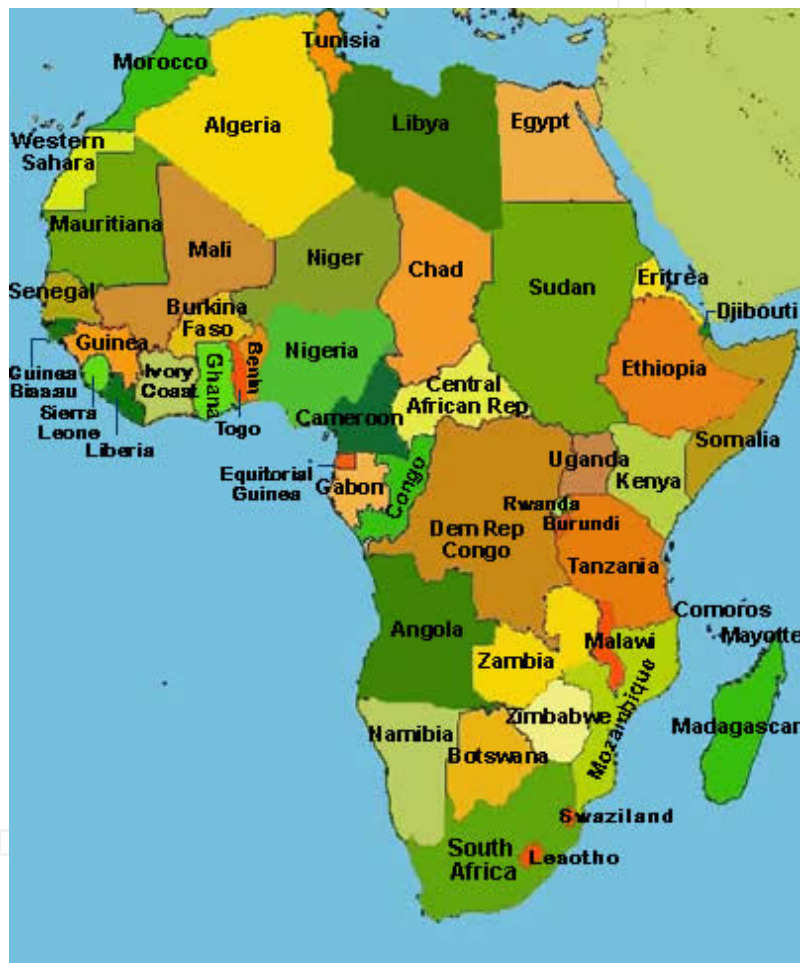 Tunisia
Morocco
Algeria
Libya
Egypt
Western
Sahara
Mauritiana
Mali
Niger
Chad
Sudan
Eritrea
Djibouti
Senegal
Burkina
Faso
Guinea
Guinea
Bissau
Sierra
Leone
Liberia
Ivory
Coast
Ghana
Togo
Benin
Nigeria
Cameroon
Central
African Rep
Ethiopia
Somalia
Equitorial
Guinea
Gabon
Congo
Uganda
Kenya
Rwanda
Burundi
Dem Rep
Congo
Tanzania
Comoros
Mayotte
Angola
Malawi
Zambia
Mozambique
Zimbabwe
Namibia
Botswana
Madagascar
Swaziland
South
Africa
Lesotho